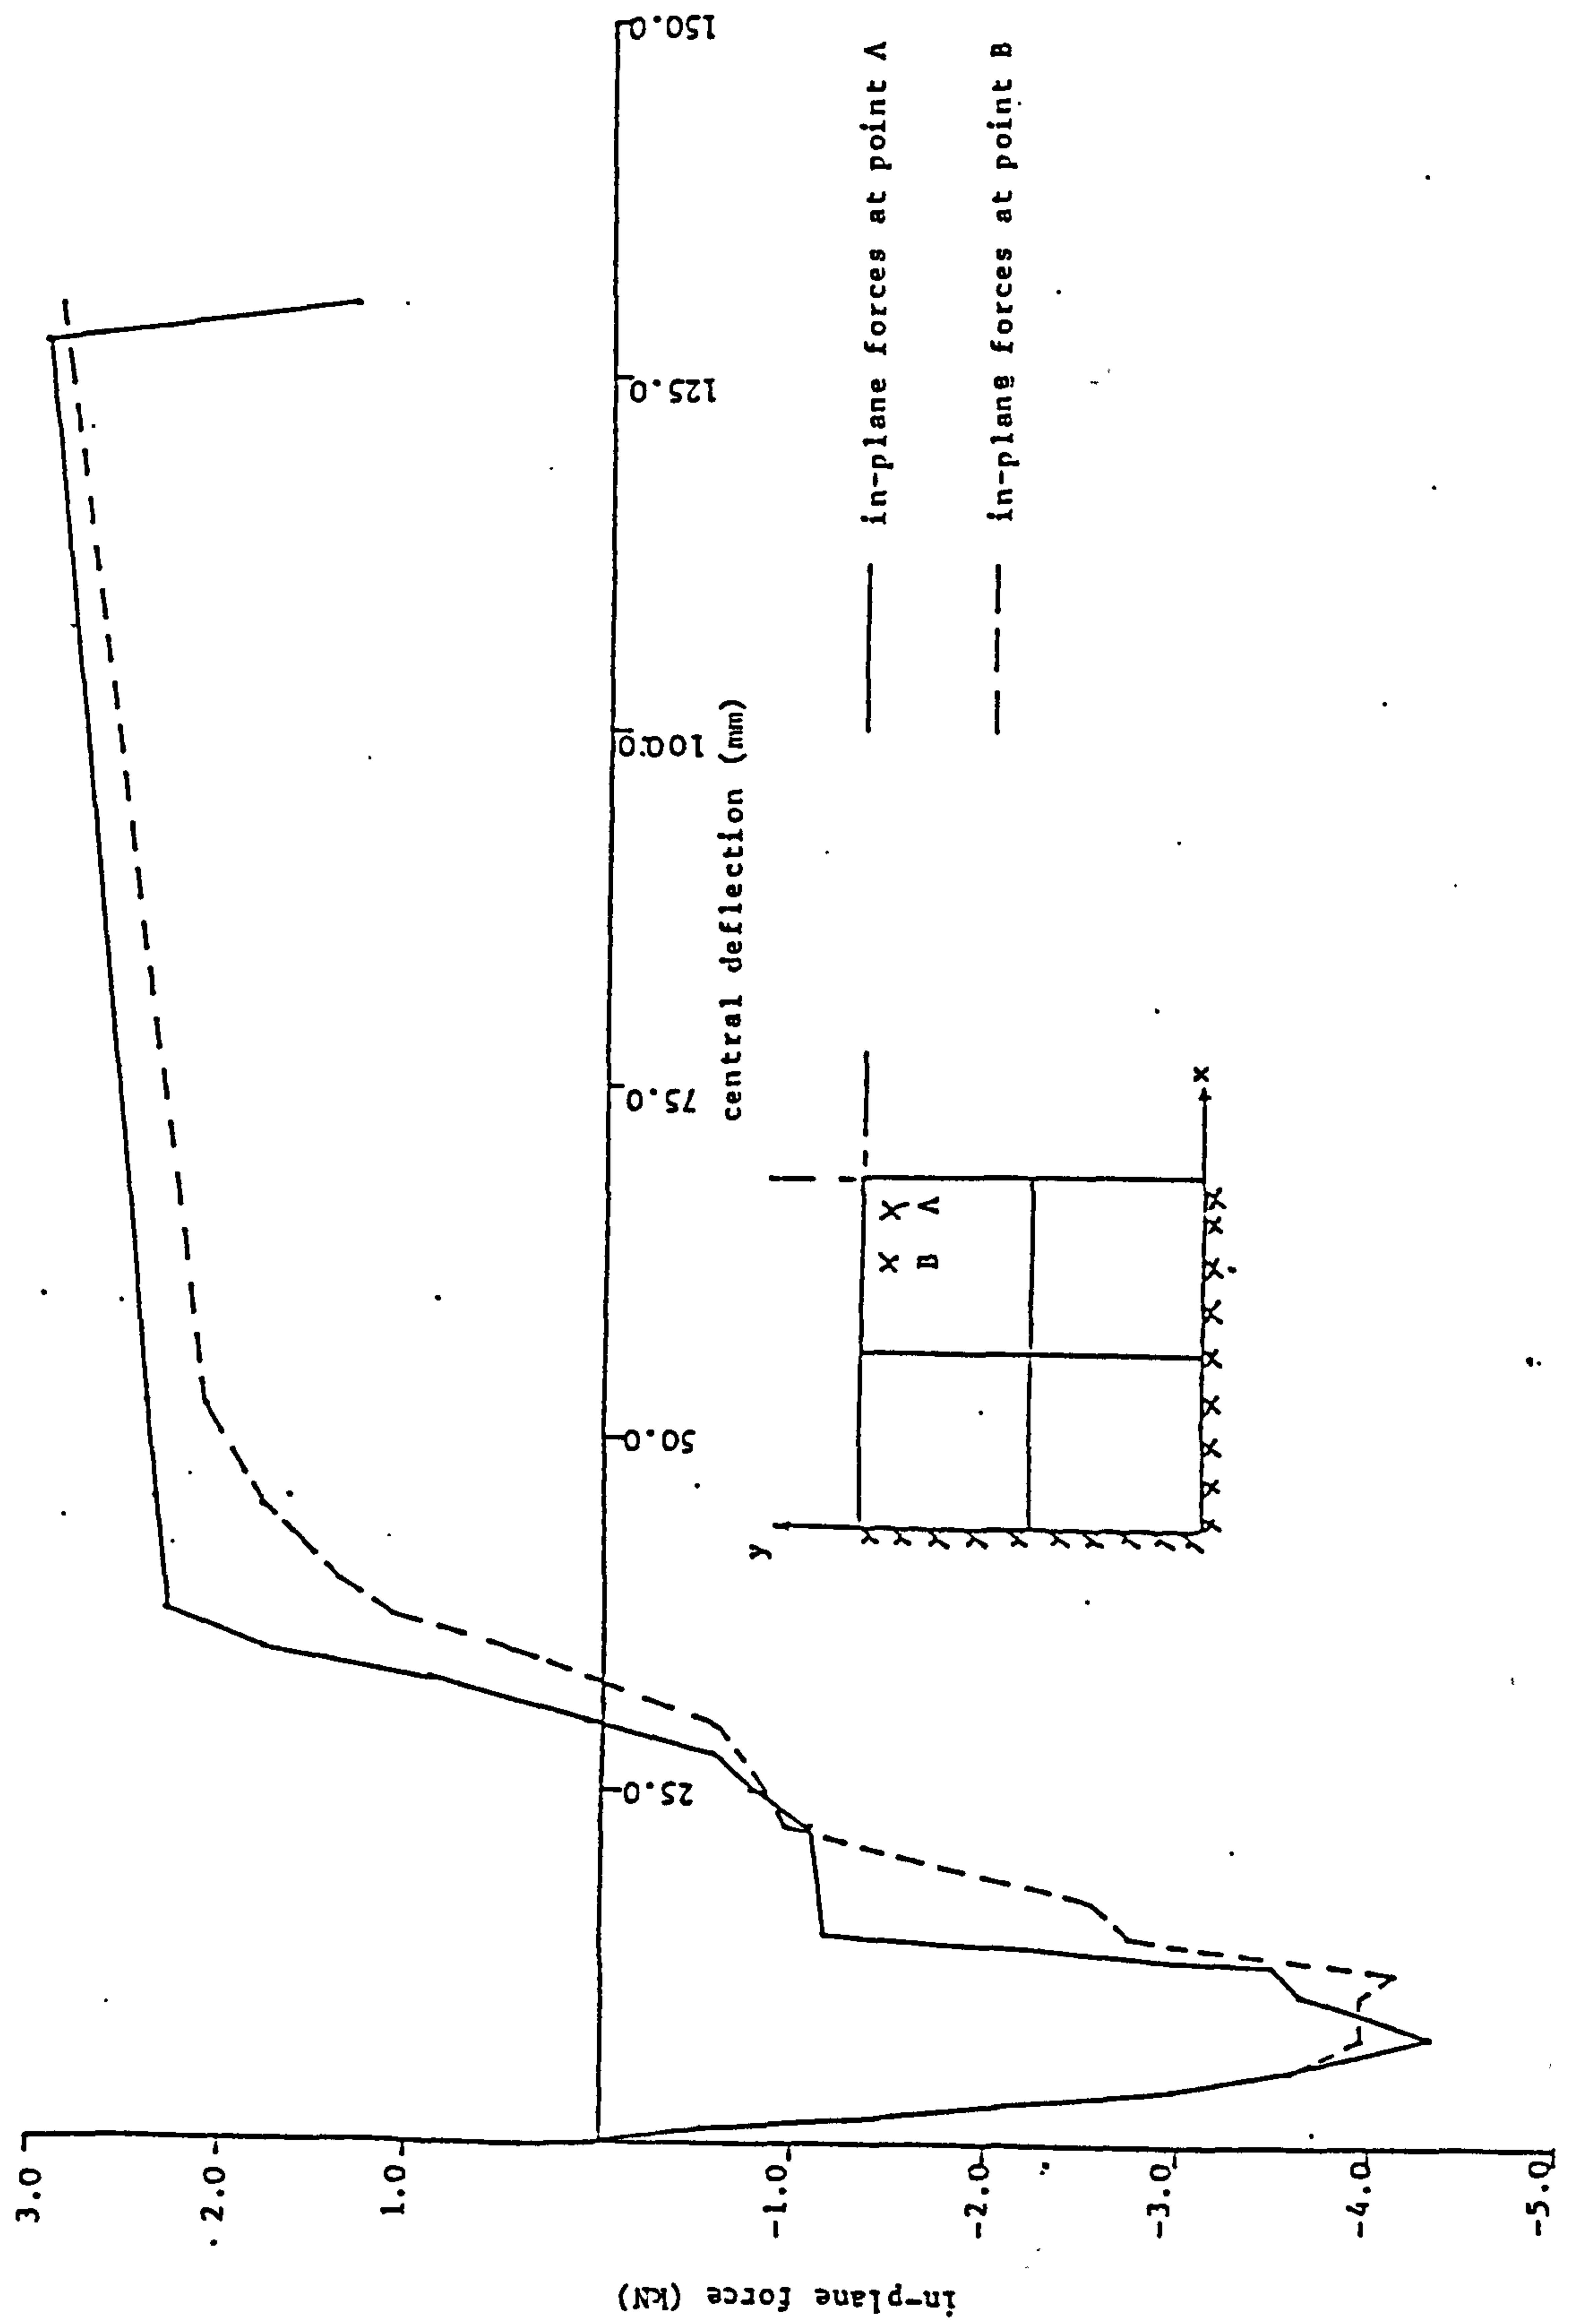 3.0
2.0
1.0
-1.0
-2.0
-3.0
-4.0
-5.0
in-plane force (kN)
25.0
50.0
75.0
100.0
125.0
150.0
central deflection (mm)
in-plane forces at point A
in-plane forces at point B
y
x
B A